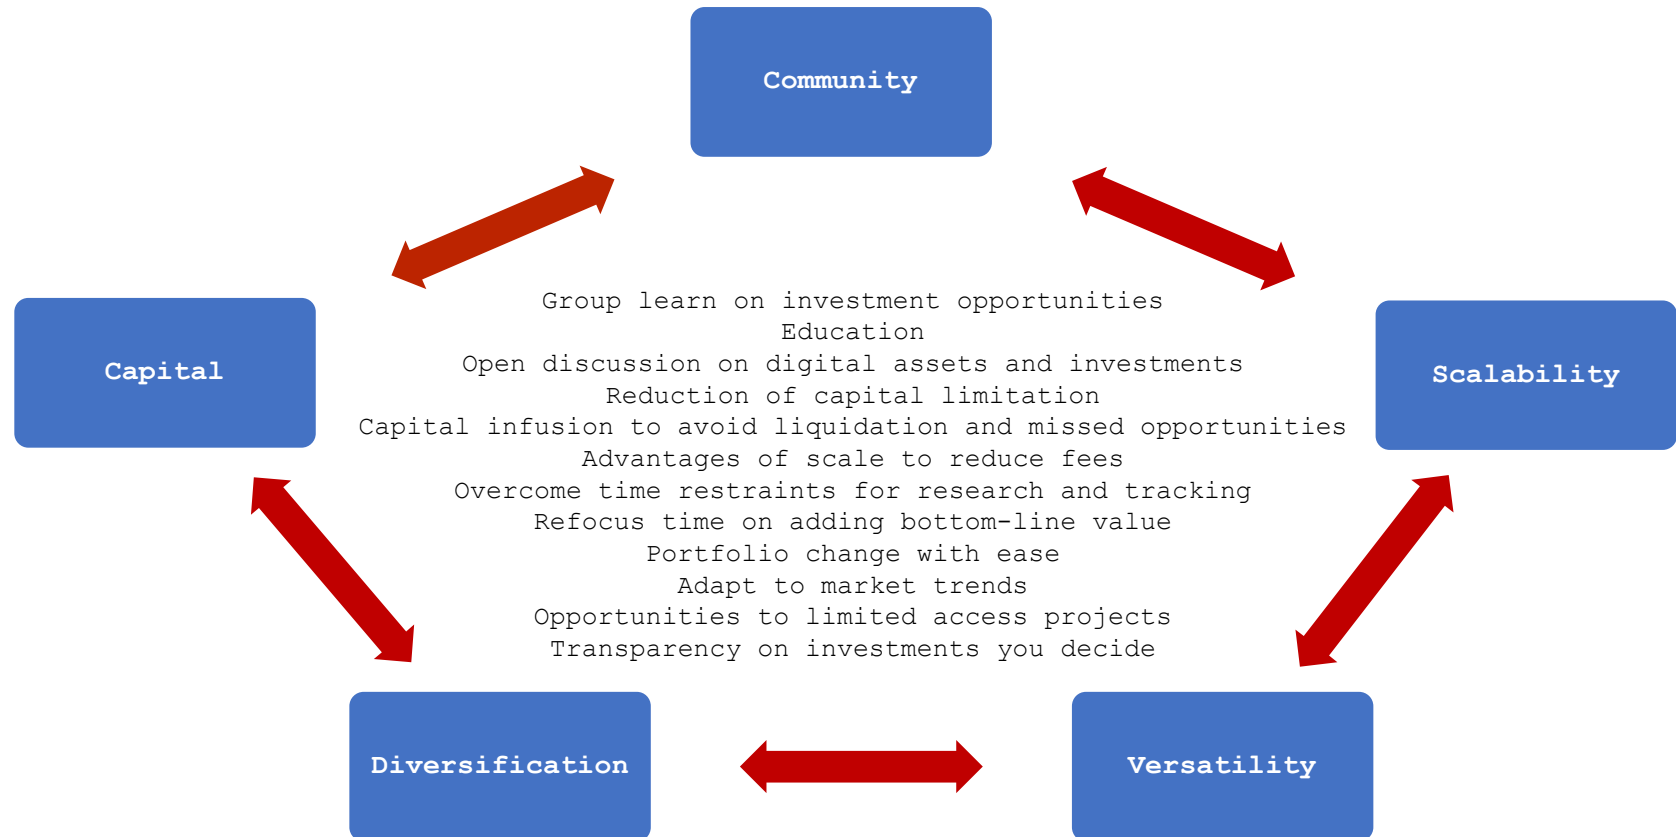 Community
Capital
Scalability
Group learn on investment opportunities
Education
Open discussion on digital assets and investments
Reduction of capital limitation
Capital infusion to avoid liquidation and missed opportunities
Advantages of scale to reduce fees
Overcome time restraints for research and tracking
Refocus time on adding bottom-line value
Portfolio change with ease
Adapt to market trends
Opportunities to limited access projects
Transparency on investments you decide
Diversification
Versatility